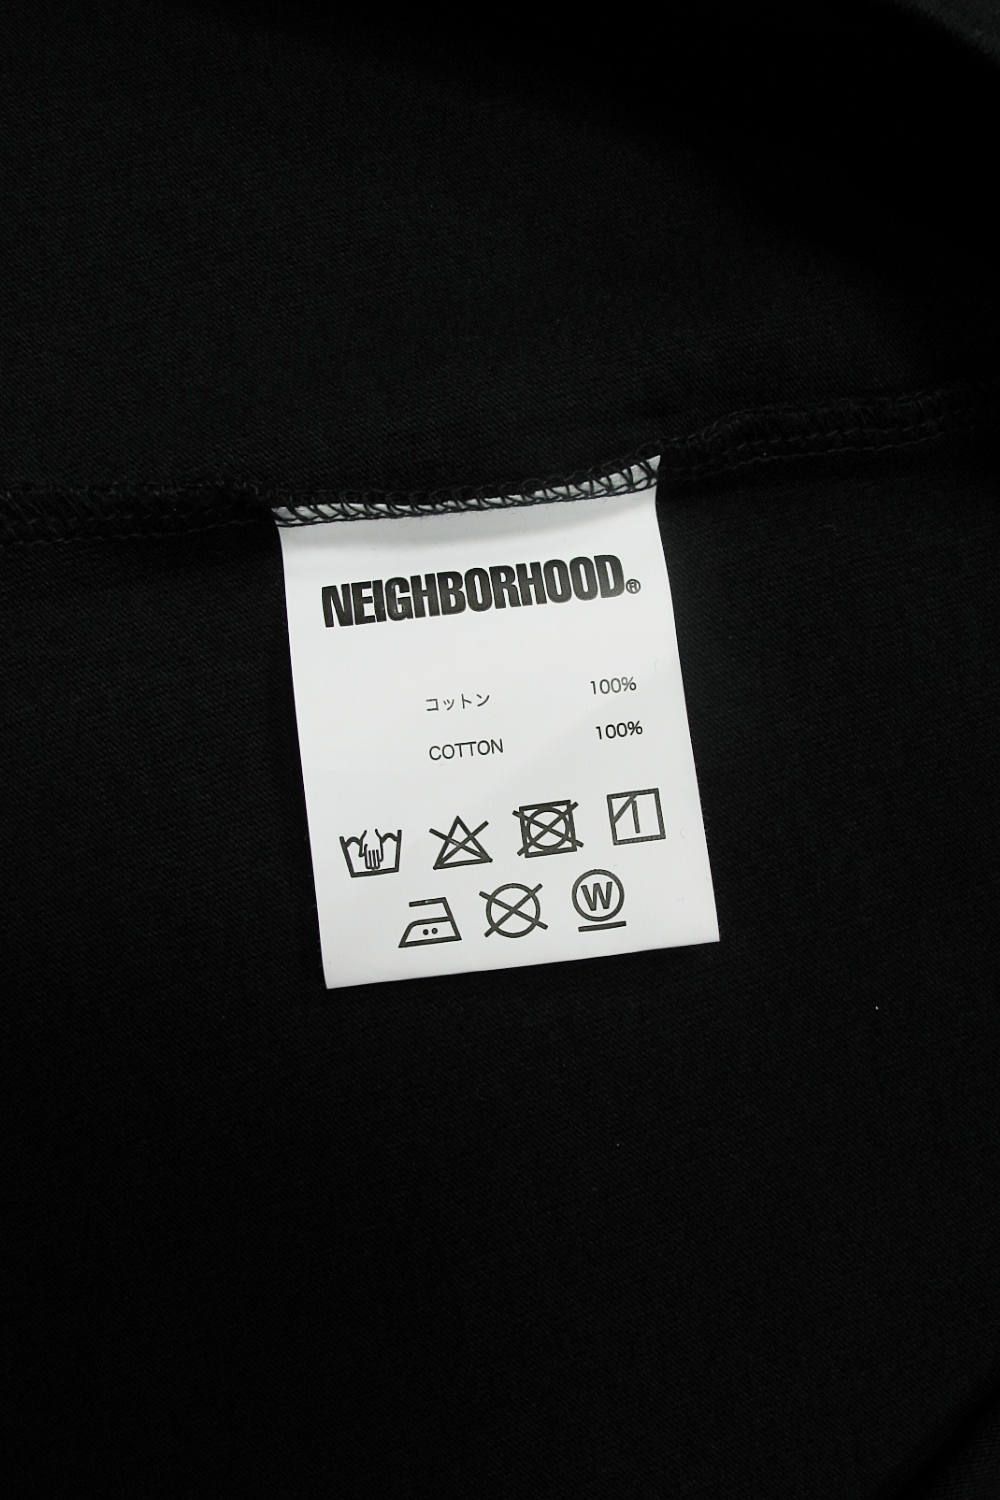 NEIGHBORHOOD®
コットン 100%
COTTON 100%
W